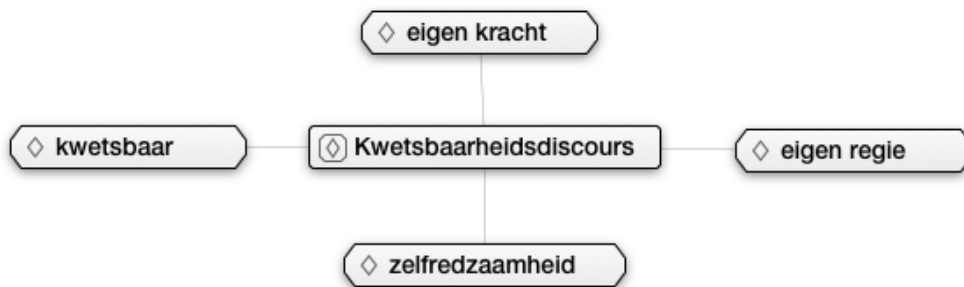 eigen kracht
kwetsbaar
Kwetsbaarheidsdiscours
eigen regie
zelfredzaamheid